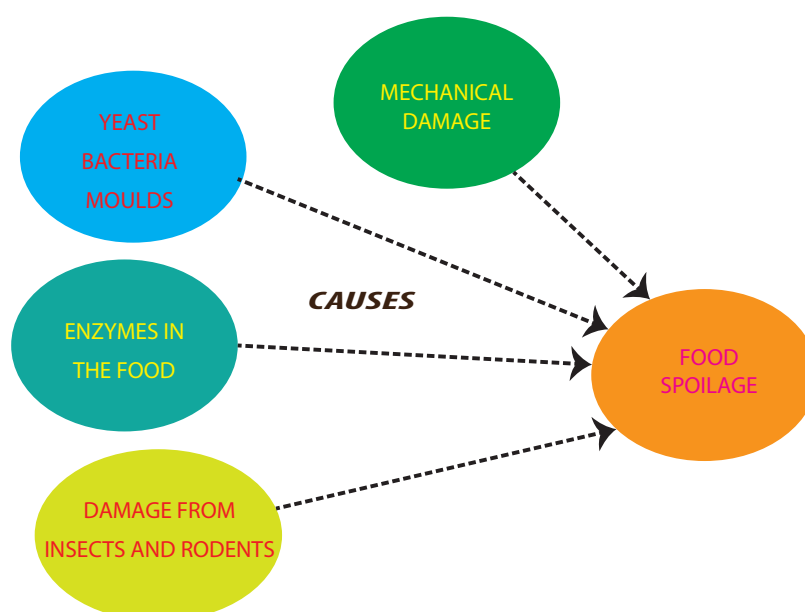 MECHANICAL
DAMAGE
YEAST
BACTERIA
MOULDS
CAUSES
ENZYMES IN
THE FOOD
FOOD
SPOILAGE
DAMAGE FROM
INSECTS AND RODENTS